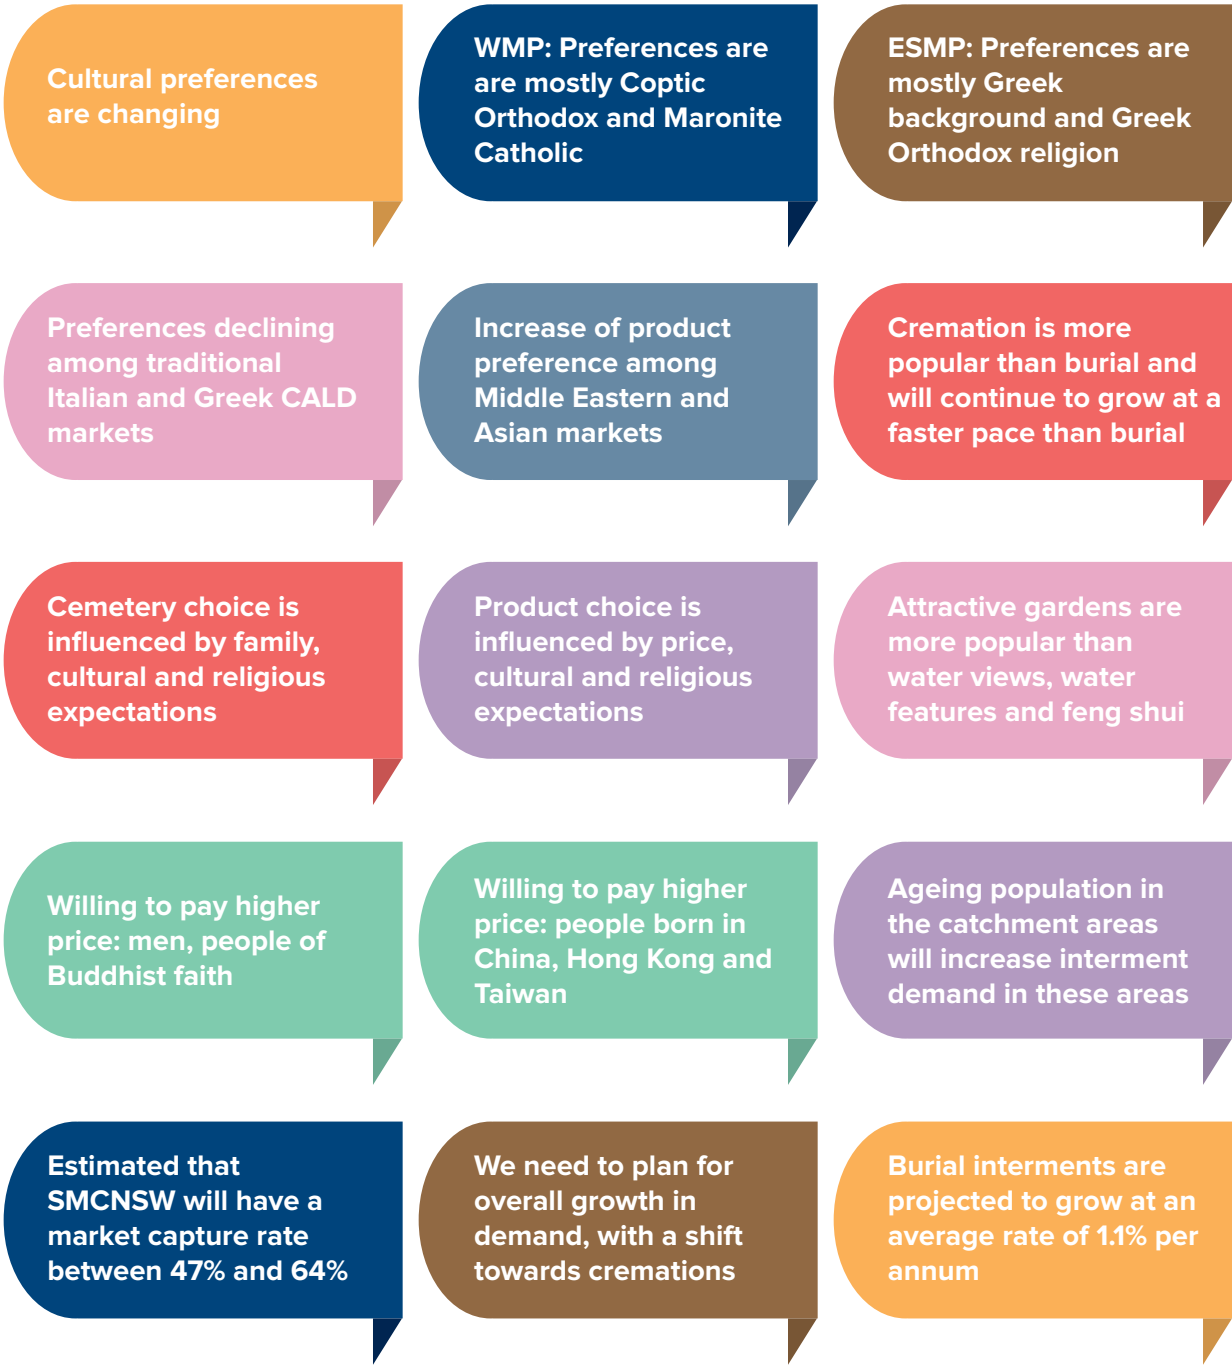 Cultural preferences
are changing
WMP: Preferences are
are mostly Coptic
Orthodox and Maronite
Catholic
ESMP: Preferences are
mostly Greek
background and Greek
Orthodox religion
Preferences declining
among traditional
Italian and Greek CALD
markets
Increase of product
preference among
Middle Eastern and
Asian markets
Cremation is more
popular than burial and
will continue to grow at a
faster pace than burial
Cemetery choice is
influenced by family,
cultural and religious
expectations
Product choice is
influenced by price,
cultural and religious
expectations
Attractive gardens are
more popular than
water views, water
features and feng shui
Willing to pay higher
price: men, people of
Buddhist faith
Willing to pay higher
price: people born in
China, Hong Kong and
Taiwan
Ageing population in
the catchment areas
will increase interment
demand in these areas
Estimated that
SMCNSW will have a
market capture rate
between 47% and 64%
We need to plan for
overall growth in
demand, with a shift
towards cremations
Burial interments are
projected to grow at an
average rate of 1.1% per
annum